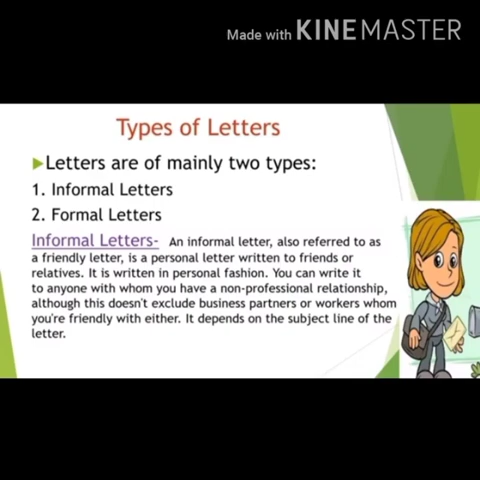 Made with KINEMASTER
Types of Letters
Letters are of mainly two types:
1. Informal Letters
2. Formal Letters
Informal Letters- An informal letter, also referred to as
a friendly letter, is a personal letter written to friends or
relatives. It is written in personal fashion. You can write it
to anyone with whom you have a non-professional relationship,
although this doesn't exclude business partners or workers whom
you're friendly with either. It depends on the subject line of the
letter.